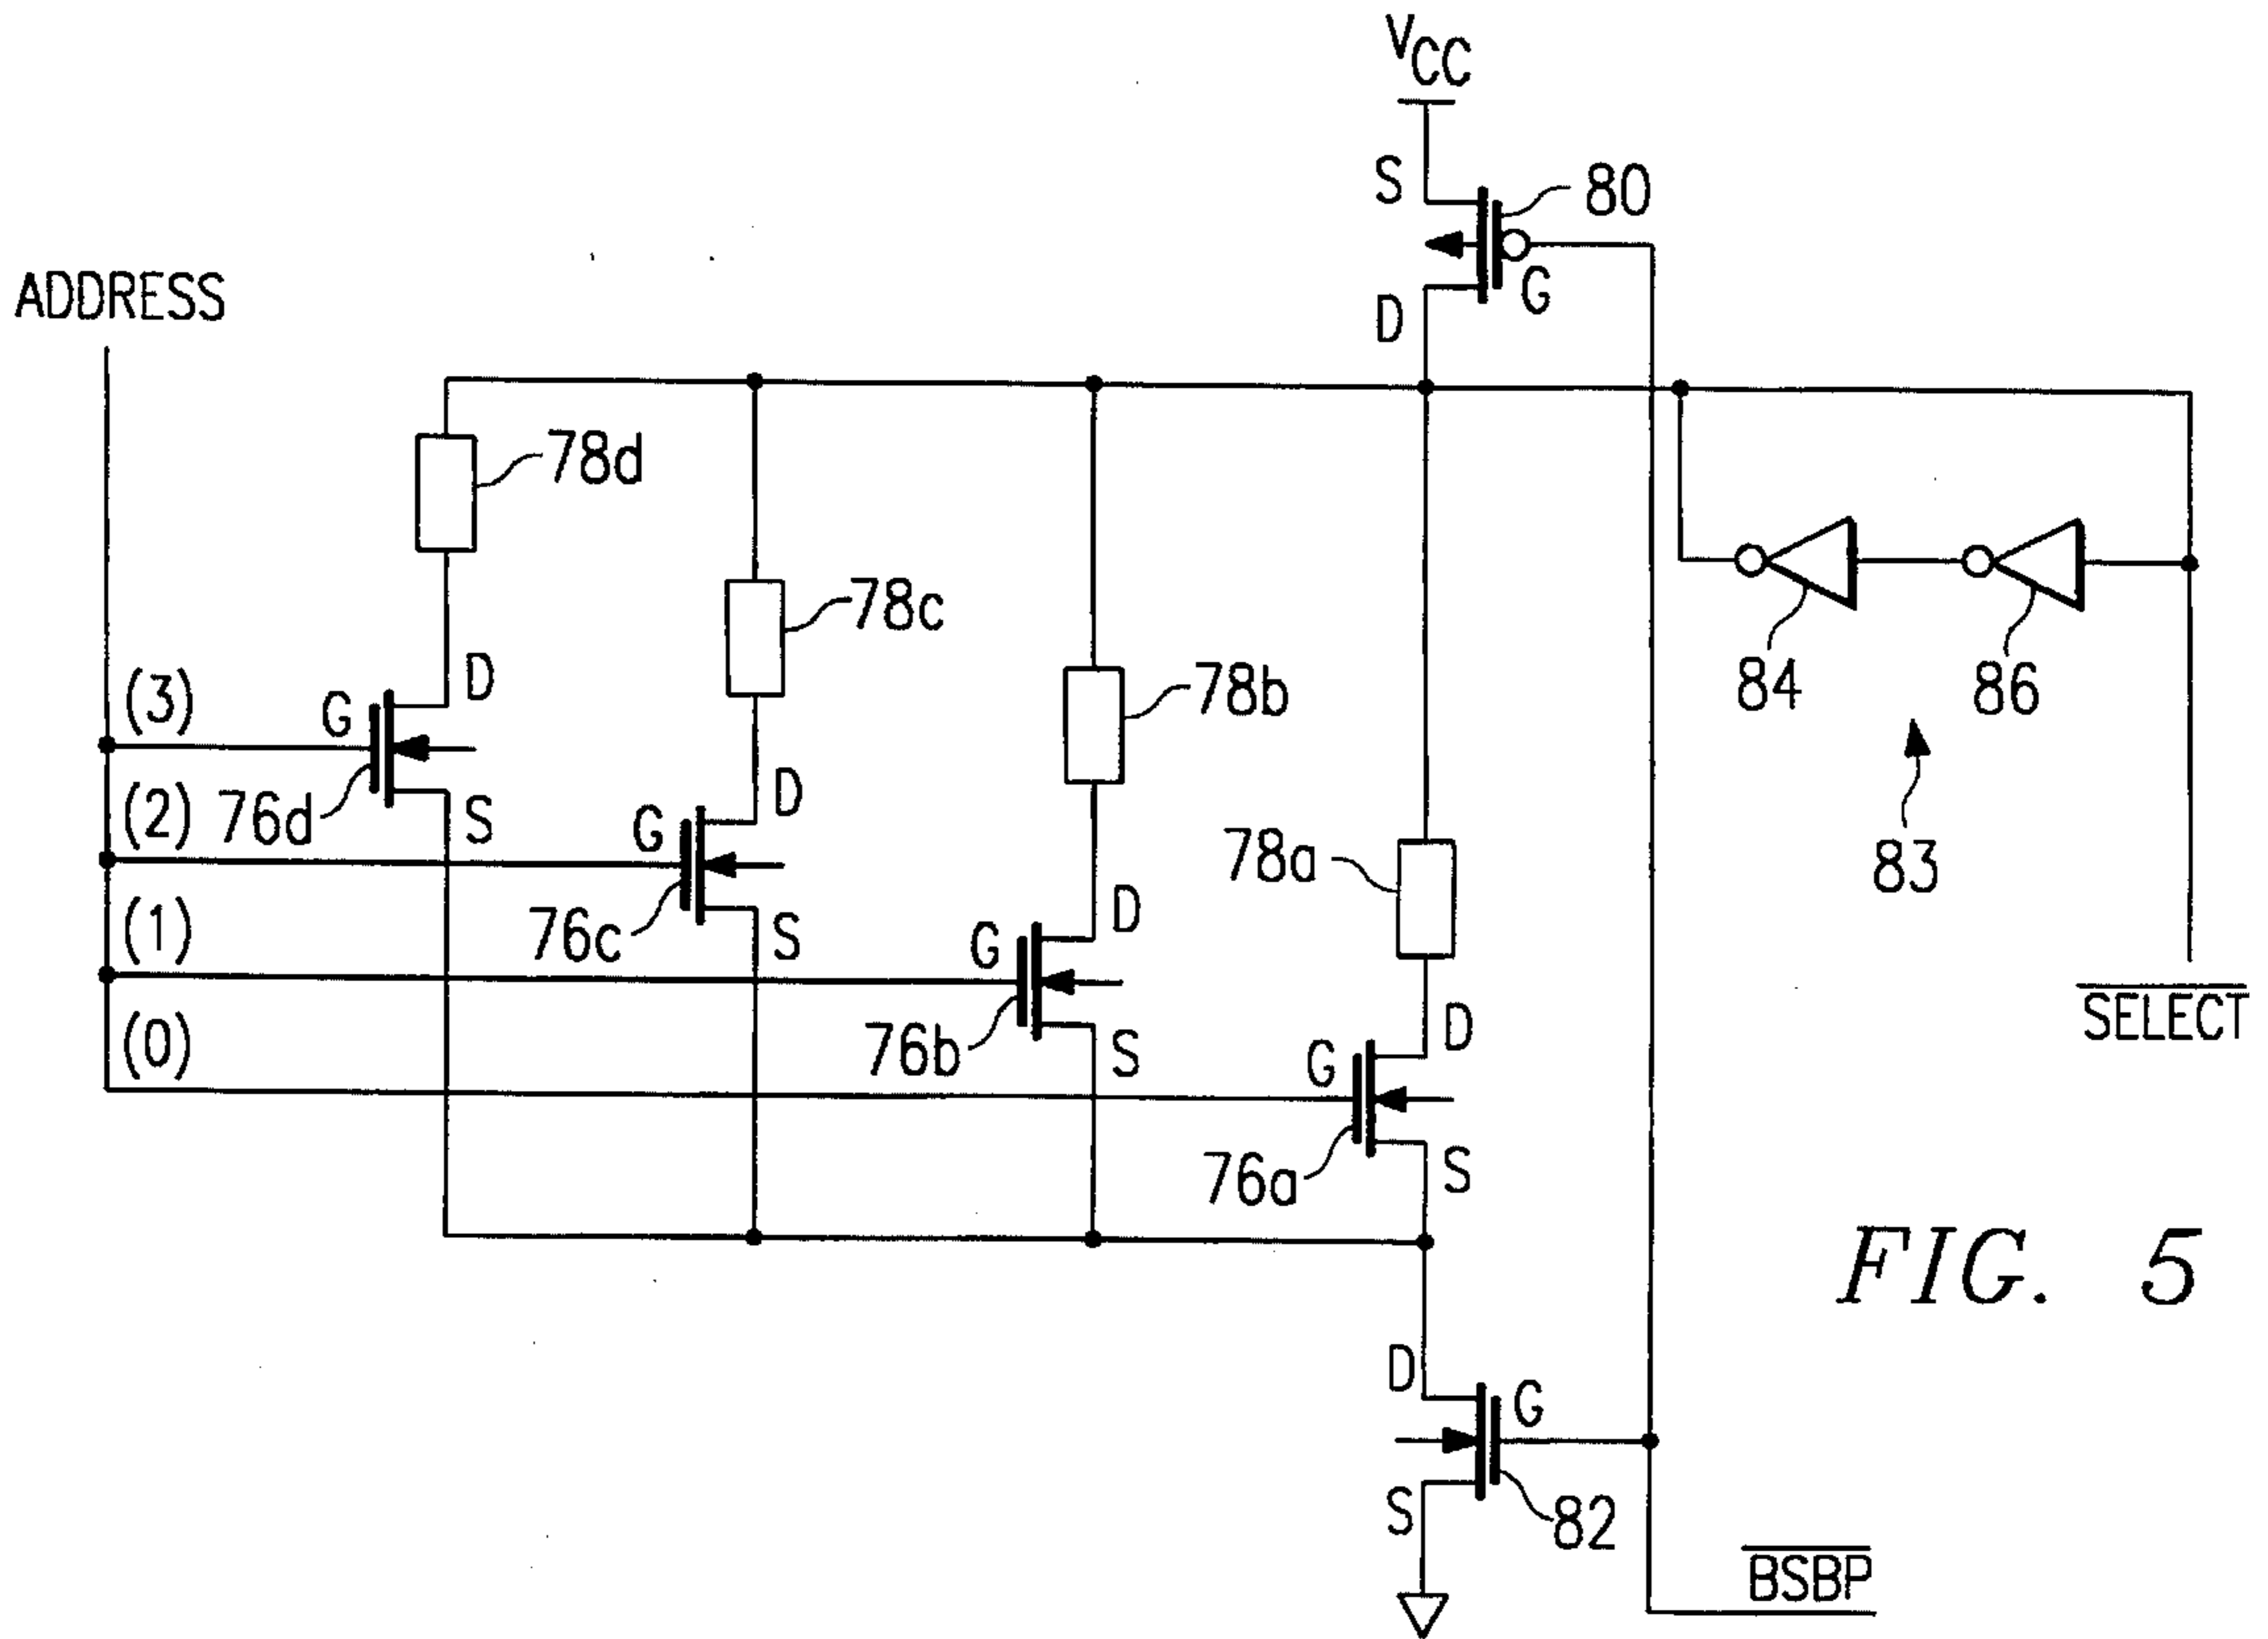 VCC
S
80
G
D
ADDRESS
78d
78c
78b
84
86
83
(3)
G
D
76d
S
(2)
G
D
76c
S
78a
(1)
G
D
76b
S
SELECT
(0)
G
D
76a
S
FIG. 5
D
G
S
82
BSBP